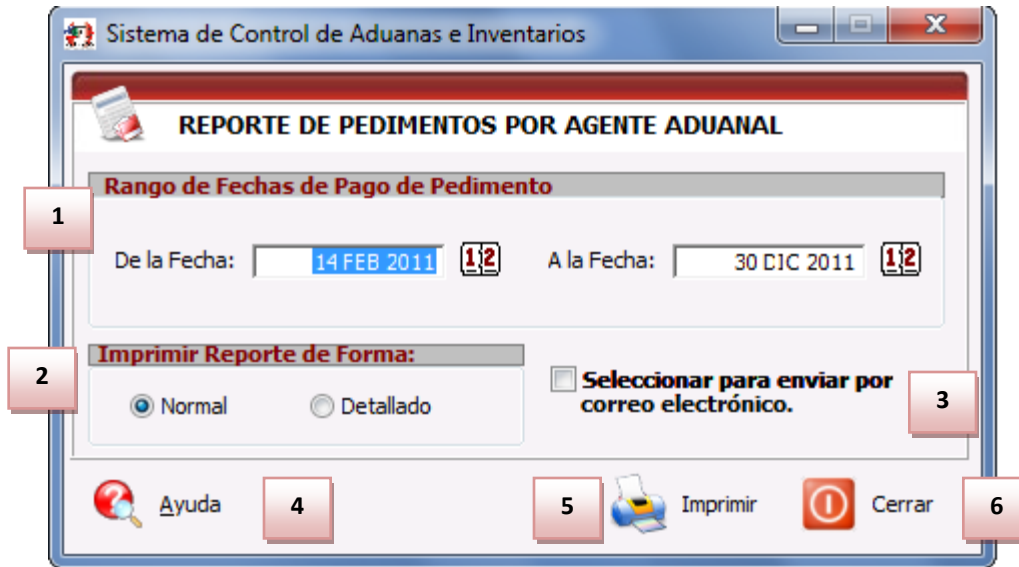 Sistema de Control de Aduanas e Inventarios
REPORTE DE PEDIMENTOS POR AGENTE ADUANAL
Rango de Fechas de Pago de Pedimento
1
De la Fecha: 14 FEB 2011 12 A la Fecha: 30 DIC 2011 12
Imprimir Reporte de Forma:
2
Normal Detallado
Seleccionar para enviar por
correo electrónico.
3
Ayuda 4 5 Imprimir Cerrar 6